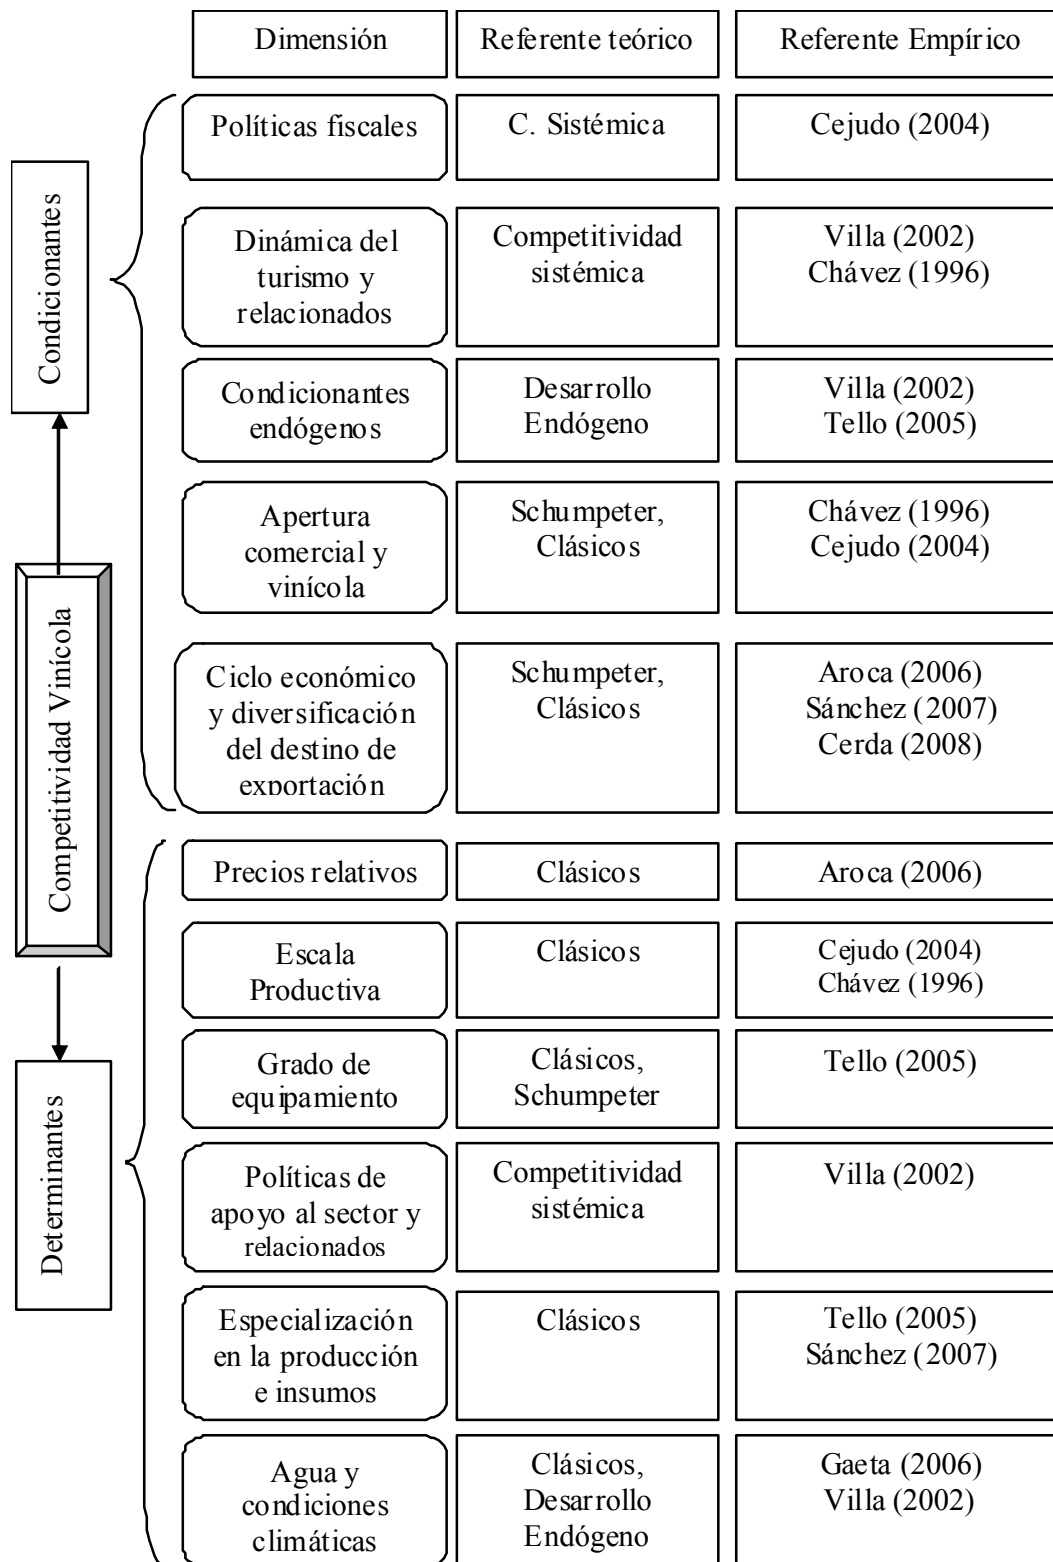 Dimensión
Referente teórico
Referente Empírico
Condicionantes
Políticas fiscales
C. Sistémica
Cejudo (2004)
Dinámica del
turismo y
relacionados
Competitividad
sistémica
Villa (2002)
Chávez (1996)
Condicionantes
endógenos
Desarrollo
Endógeno
Villa (2002)
Tello (2005)
Apertura
comercial y
vinícola
Schumpeter,
Clásicos
Chávez (1996)
Cejudo (2004)
Competitividad Vinícola
Ciclo económico
y diversificación
del destino de
exportación
Schumpeter,
Clásicos
Aroca (2006)
Sánchez (2007)
Cerda (2008)
Determinantes
Precios relativos
Clásicos
Aroca (2006)
Escala
Productiva
Clásicos
Cejudo (2004)
Chávez (1996)
Grado de
equipamiento
Clásicos,
Schumpeter
Tello (2005)
Políticas de
apoyo al sector y
relacionados
Competitividad
sistémica
Villa (2002)
Especialización
en la producción
e insumos
Clásicos
Tello (2005)
Sánchez (2007)
Agua y
condiciones
climáticas
Clásicos,
Desarrollo
Endógeno
Gaeta (2006)
Villa (2002)